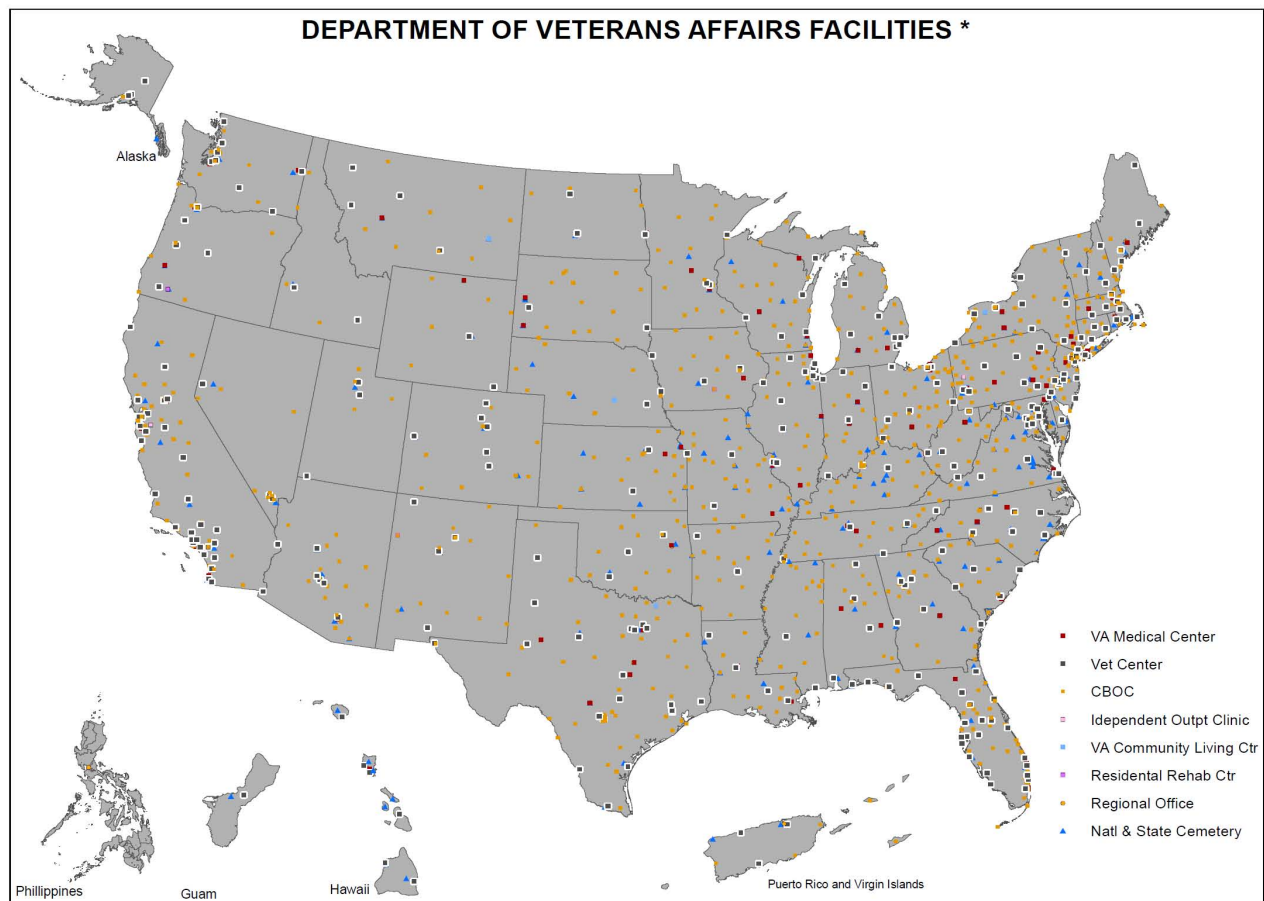 DEPARTMENT OF VETERANS AFFAIRS FACILITIES *
Alaska
VA Medical Center
Vet Center
CBOC
Idependent Outpt Clinic
VA Community Living Ctr
Residental Rehab Ctr
Regional Office
Natl & State Cemetery
Phillippines
Guam
Hawaii
Puerto Rico and Virgin Islands